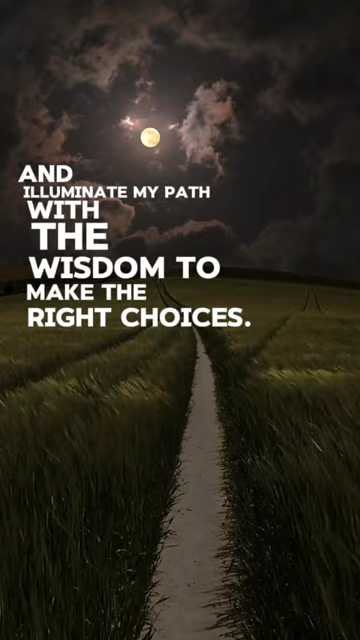 AND
ILLUMINATE MY PATH
WITH
THE
WISDOM TO
MAKE THE
RIGHT CHOICES.